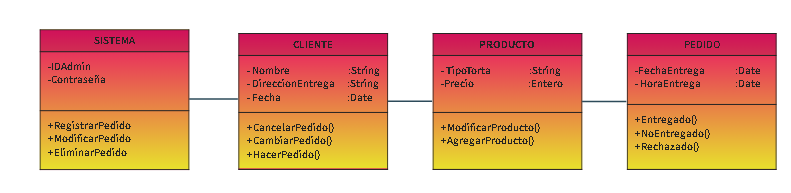 SISTEMA
-IDAdmin
-Contraseña
+RegistrarPedido
+ModificarPedido
+EliminarPedido
CLIENTE
- Nombre :String
- DireccionEntrega :String
- Fecha :Date
+CancelarPedido()
+CambiarPedido()
+HacerPedido()
PRODUCTO
- TipoTorta :String
-Precio :Entero
+ModificarProducto()
+AgregarProducto()
PEDIDO
-FechaEntrega :Date
-HoraEntrega :Date
+Entregado()
+NoEntregado()
+Rechazado()